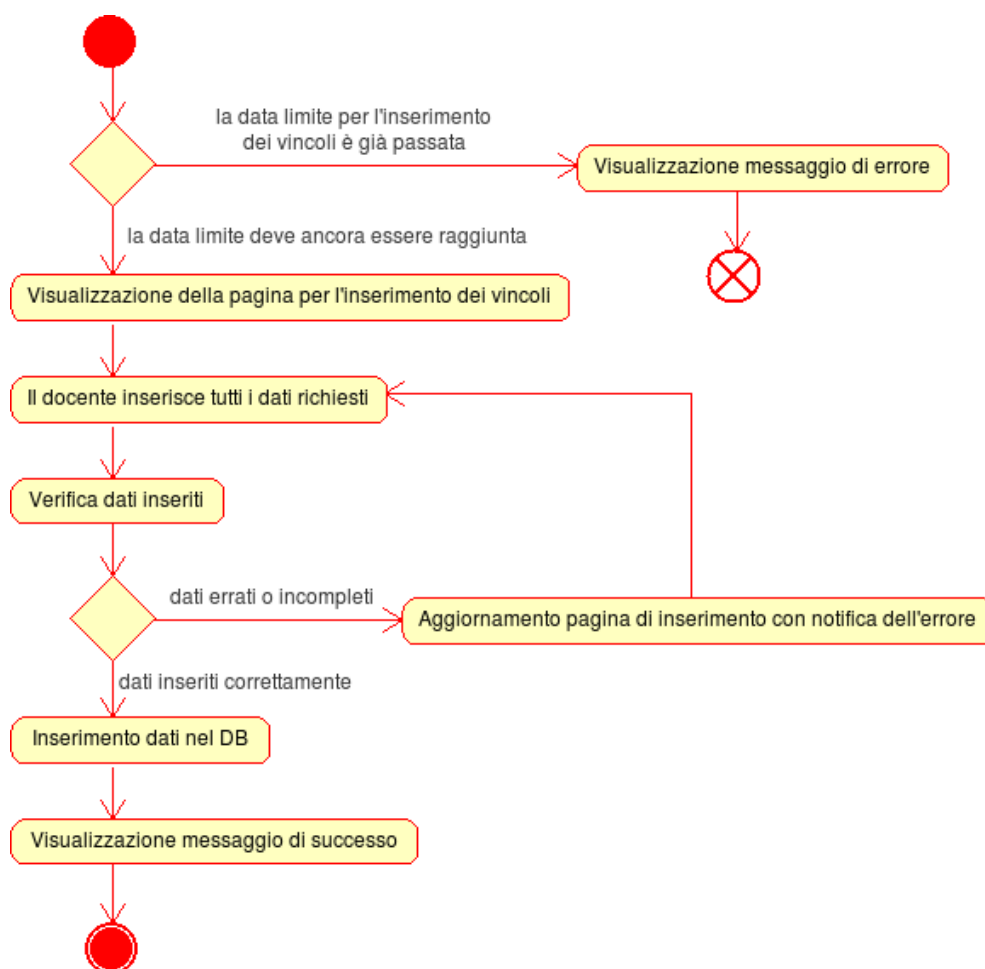 la data limite per l'inserimento
dei vincoli è già passata
Visualizzazione messaggio di errore
la data limite deve ancora essere raggiunta
Visualizzazione della pagina per l'inserimento dei vincoli
Il docente inserisce tutti i dati richiesti
Verifica dati inseriti
dati errati o incompleti
Aggiornamento pagina di inserimento con notifica dell'errore
dati inseriti correttamente
Inserimento dati nel DB
Visualizzazione messaggio di successo